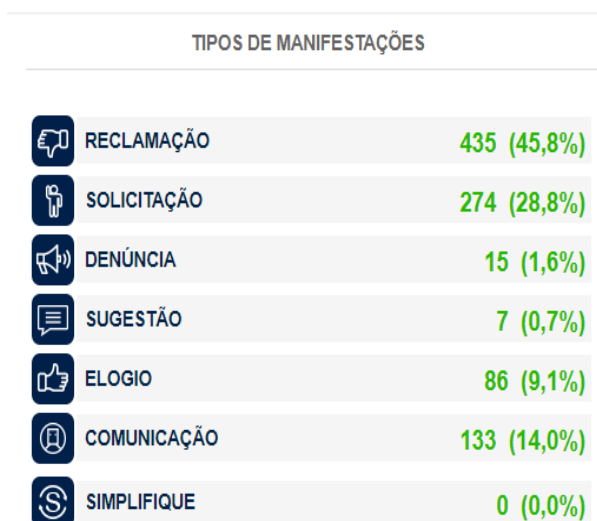 TIPOS DE MANIFESTAÇÕES
RECLAMAÇÃO 435 (45,8%)
SOLICITAÇÃO 274 (28,8%)
DENÚNCIA 15 (1,6%)
SUGESTÃO 7 (0,7%)
ELOGIO 86 (9,1%)
COMUNICAÇÃO 133 (14,0%)
SIMPLIFIQUE 0 (0,0%)